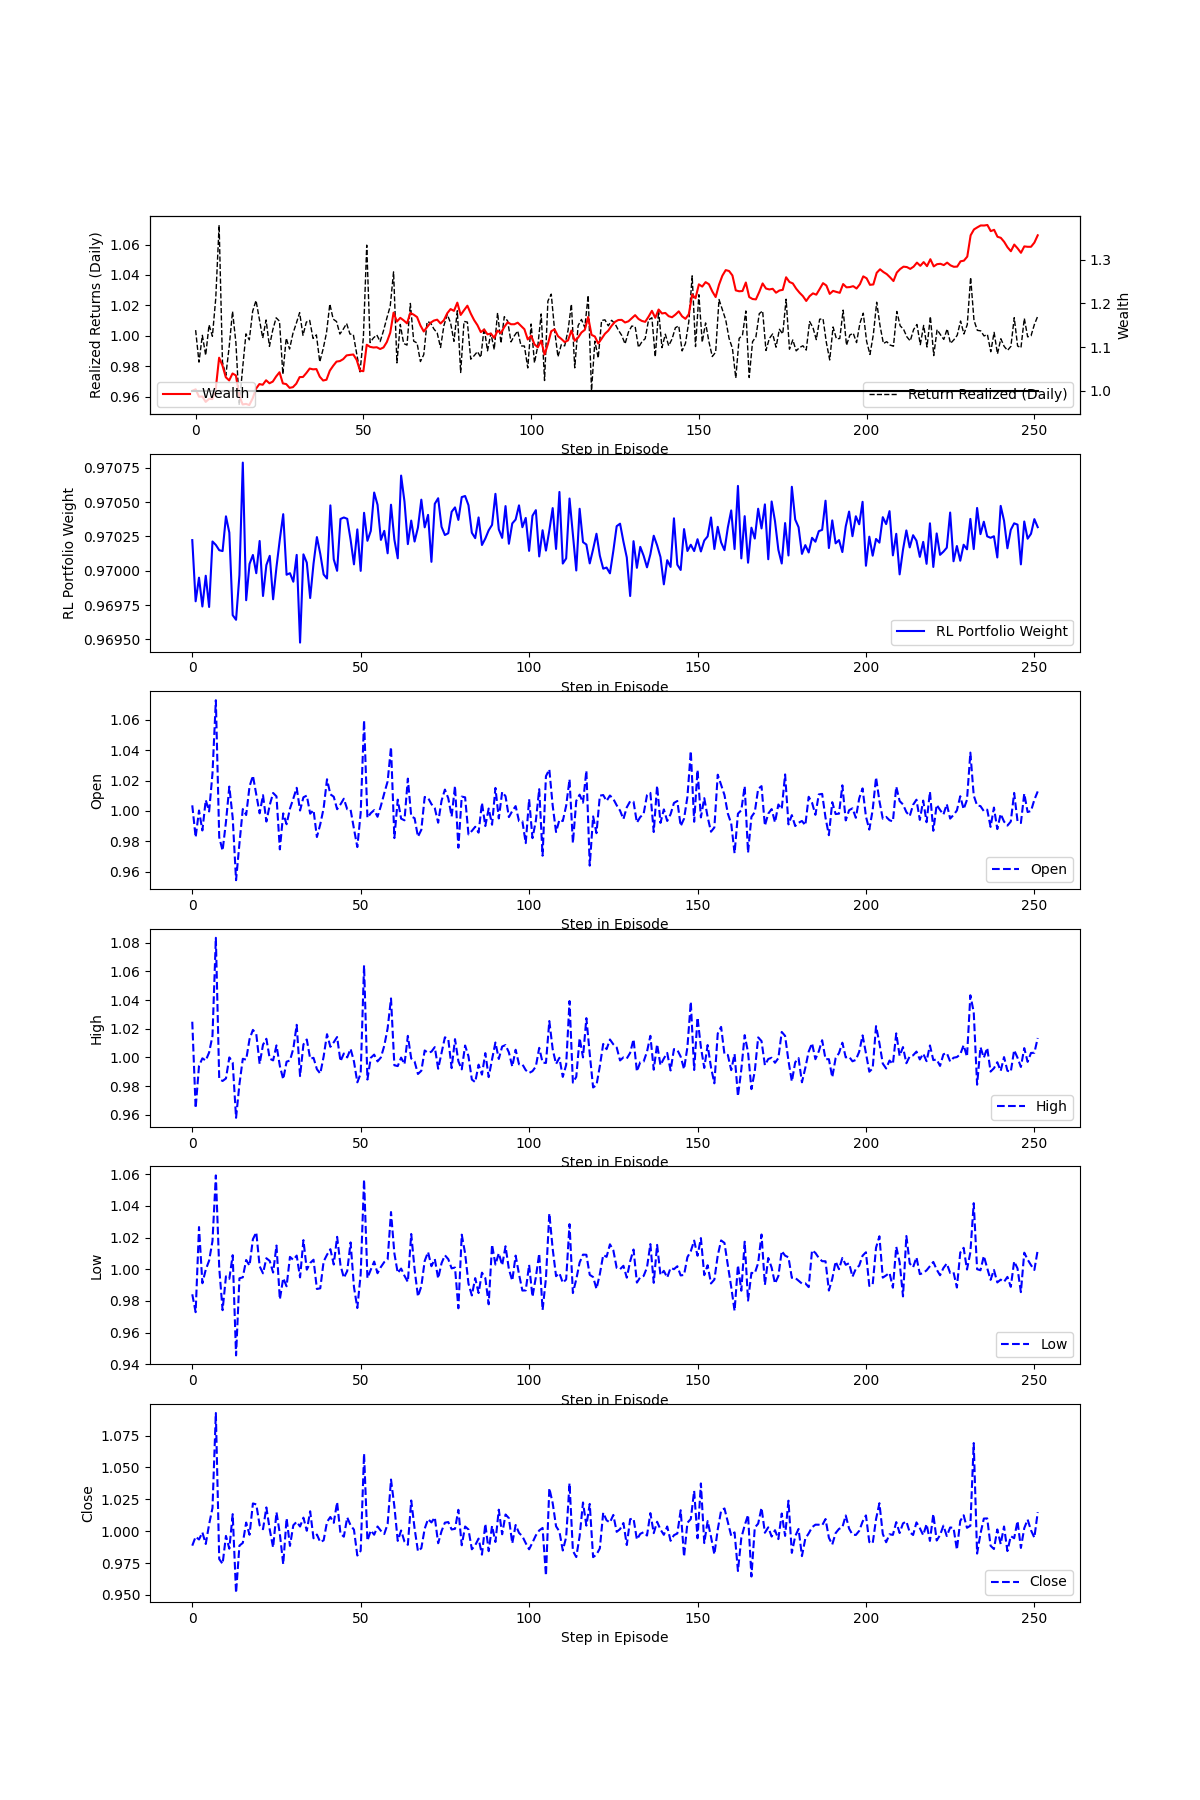 Realized Returns (Daily)
1.06
1.04
1.02
1.00
0.98
0.96
1.3
1.2
1.1
1.0
Wealth
Wealth
Return Realized (Daily)
0 50 100 150 200 250
Step in Episode
RL Portfolio Weight
0.97075
0.97050
0.97025
0.97000
0.96975
0.96950
RL Portfolio Weight
0 50 100 150 200 250
Step in Episode
Open
1.06
1.04
1.02
1.00
0.98
0.96
Open
0 50 100 150 200 250
Step in Episode
High
1.08
1.06
1.04
1.02
1.00
0.98
0.96
High
0 50 100 150 200 250
Step in Episode
Low
1.06
1.04
1.02
1.00
0.98
0.96
0.94
Low
0 50 100 150 200 250
Step in Episode
Close
1.075
1.050
1.025
1.000
0.975
0.950
Close
0 50 100 150 200 250
Step in Episode